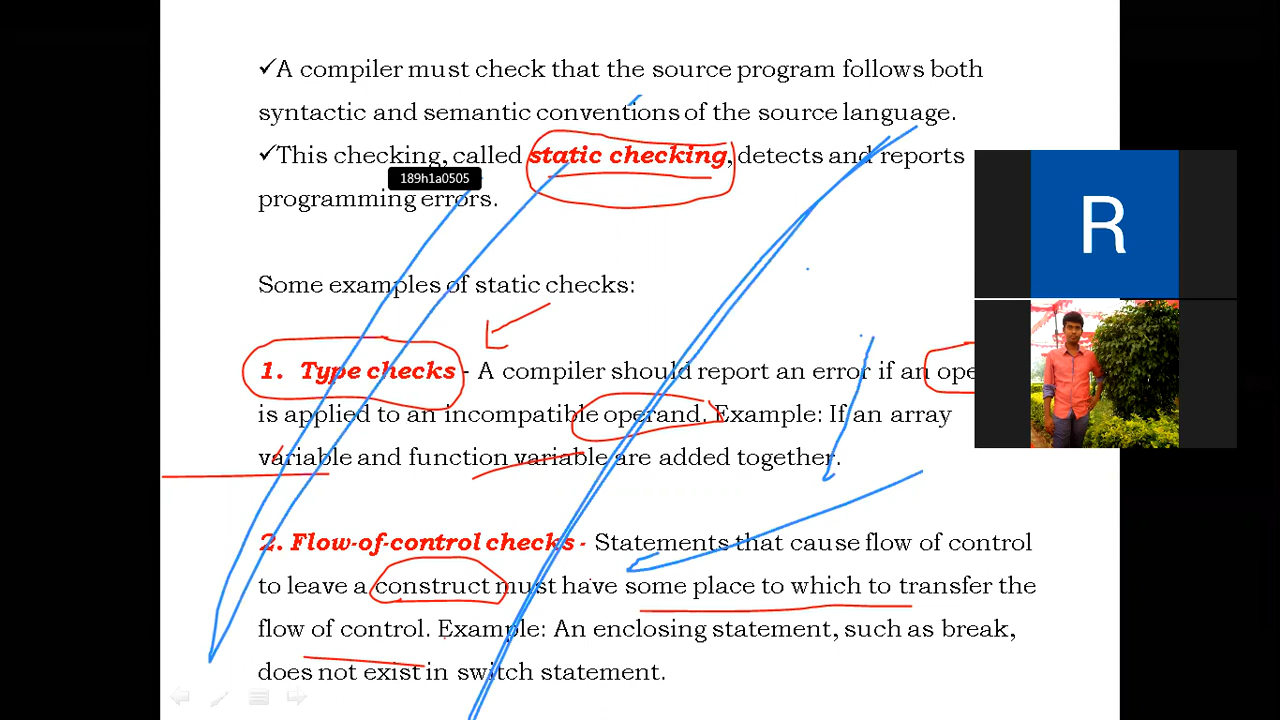 ✓A compiler must check that the source program follows both
syntactic and semantic conventions of the source language.
✓This checking, called static checking, detects and reports
189h1a0505
programming errors.
R
Some examples of static checks:
1. Type checks - A compiler should report an error if an ope
is applied to an incompatible operand. Example: If an array
variable and function variable are added together.
2. Flow-of-control checks - Statements that cause flow of control
to leave a construct must have some place to which to transfer the
flow of control. Example: An enclosing statement, such as break,
does not exist in switch statement.